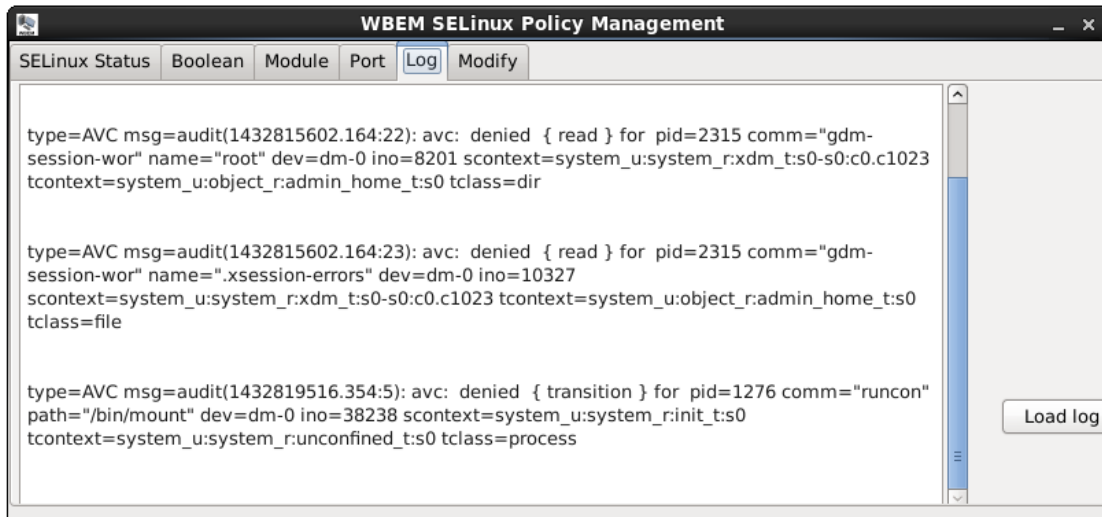 WBEM SELinux Policy Management
SELinux Status Boolean Module Port Log Modify
type=AVC msg=audit(1432815602.164:22): avc:  denied  { read } for  pid=2315 comm="gdm-
session-wor" name="root" dev=dm-0 ino=8201 scontext=system_u:system_r:xdm_t:s0-s0:c0.c1023
tcontext=system_u:object_r:admin_home_t:s0 tclass=dir
type=AVC msg=audit(1432815602.164:23): avc:  denied  { read } for  pid=2315 comm="gdm-
session-wor" name=".xsession-errors" dev=dm-0 ino=10327
scontext=system_u:system_r:xdm_t:s0-s0:c0.c1023 tcontext=system_u:object_r:admin_home_t:s0
tclass=file
type=AVC msg=audit(1432819516.354:5): avc:  denied  { transition } for  pid=1276 comm="runcon"
path="/bin/mount" dev=dm-0 ino=38238 scontext=system_u:system_r:init_t:s0
tcontext=system_u:system_r:unconfined_t:s0 tclass=process
Load log